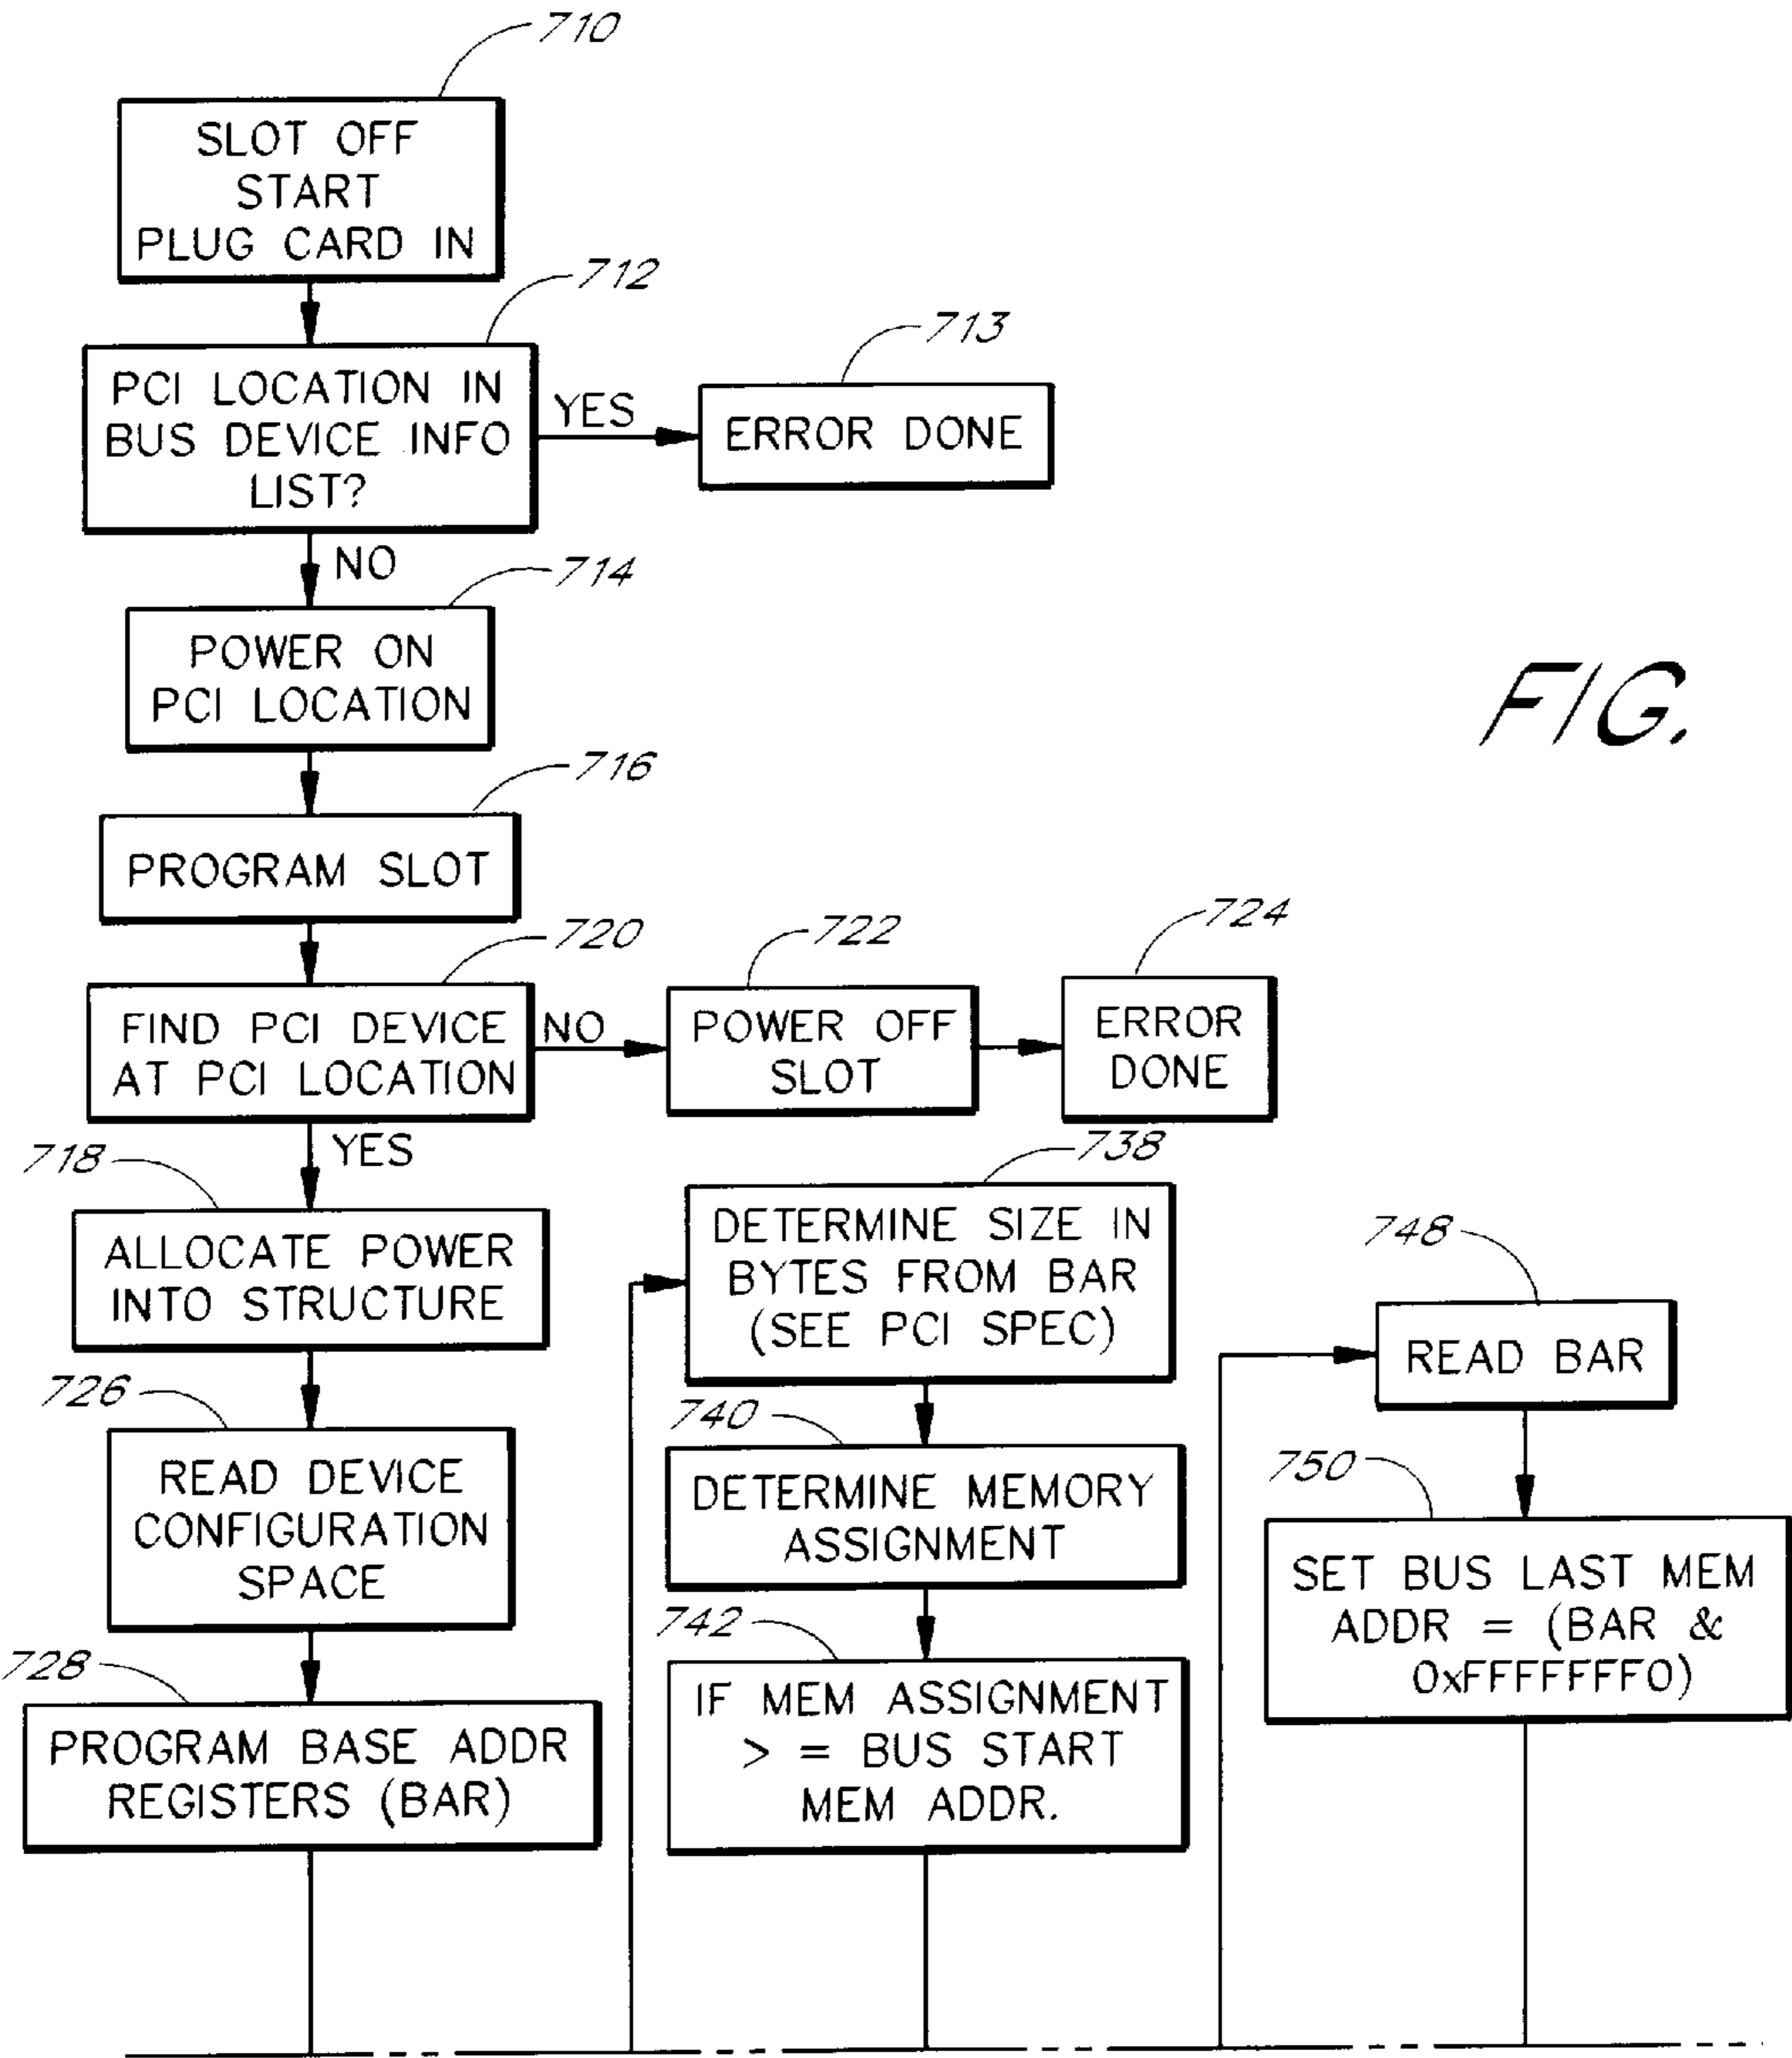 710
SLOT OFF
START
PLUG CARD IN
712
PCI LOCATION IN
BUS DEVICE INFO
LIST?
YES
713
ERROR DONE
NO
714
POWER ON
PCI LOCATION
FIG.
716
PROGRAM SLOT
720
FIND PCI DEVICE
AT PCI LOCATION
NO
722
POWER OFF
SLOT
724
ERROR
DONE
YES
718
ALLOCATE POWER
INTO STRUCTURE
726
READ DEVICE
CONFIGURATION
SPACE
728
PROGRAM BASE ADDR
REGISTERS (BAR)
738
DETERMINE SIZE IN
BYTES FROM BAR
(SEE PCI SPEC)
740
DETERMINE MEMORY
ASSIGNMENT
742
IF MEM ASSIGNMENT
> = BUS START
MEM ADDR.
748
READ BAR
750
SET BUS LAST MEM
ADDR = (BAR &
0xFFFFFFF0)